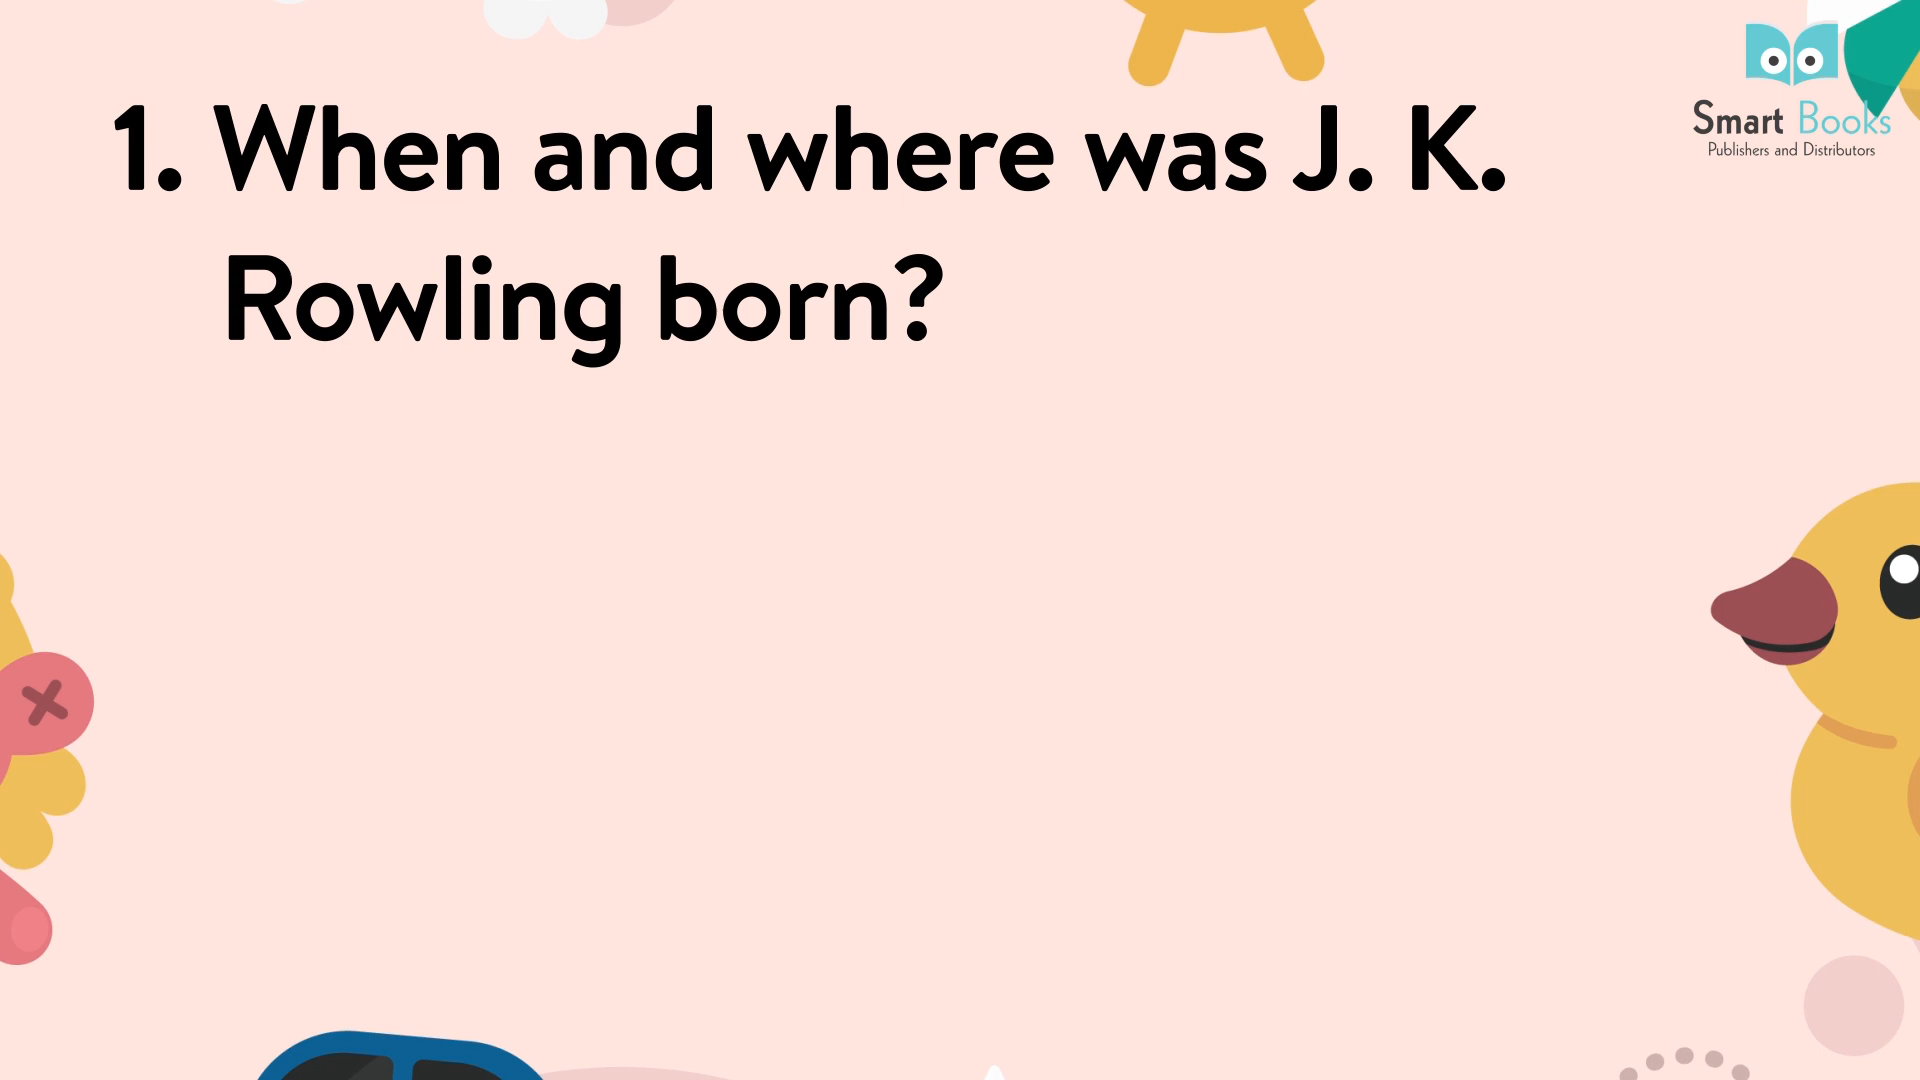 1. When and where was J. K.
Rowling born?
Smart Books
Publishers and Distributors